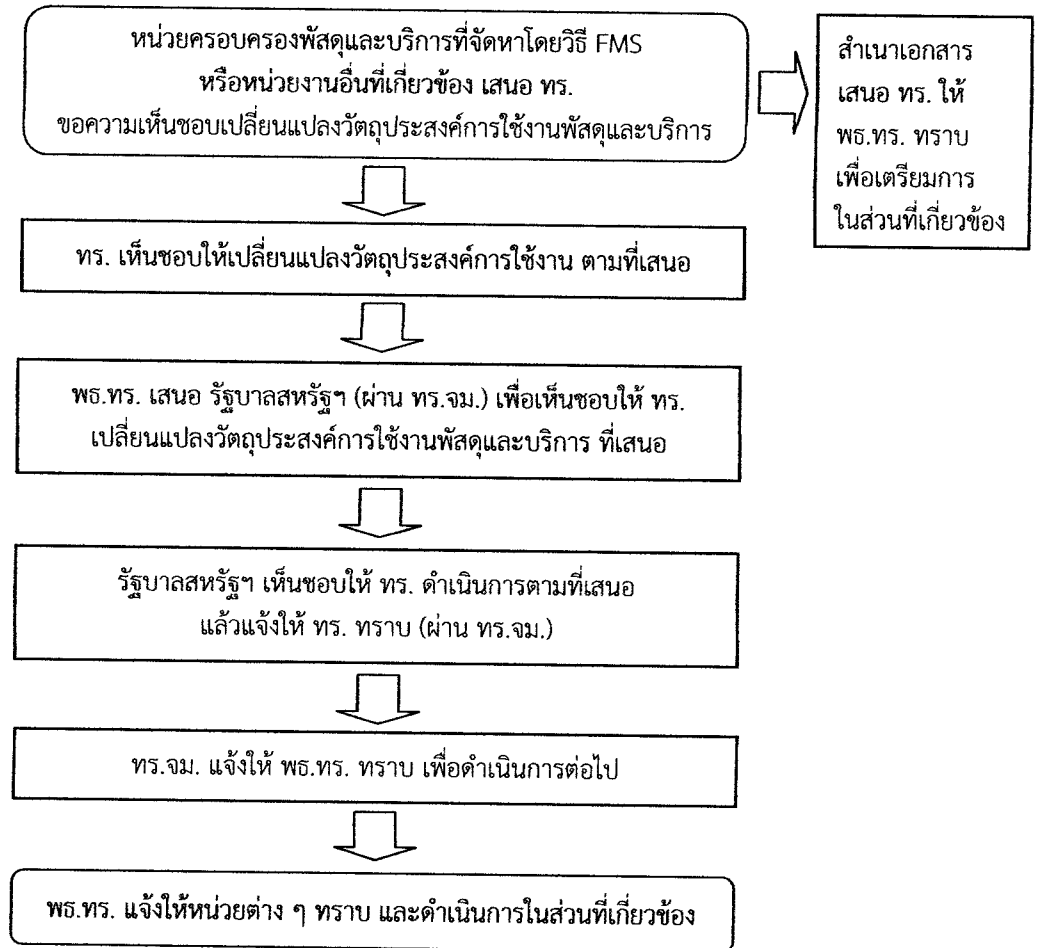 หน่วยครอบครองพัสดุและบริการที่จัดหาโดยวิธี FMS
หรือหน่วยงานอื่นที่เกี่ยวข้อง เสนอ ทร.
ขอความเห็นชอบเปลี่ยนแปลงวัตถุประสงค์การใช้งานพัสดุและบริการ
สำเนาเอกสาร
เสนอ ทร. ให้
พธ.ทร. ทราบ
เพื่อเตรียมการ
ในส่วนที่เกี่ยวข้อง
ทร. เห็นชอบให้เปลี่ยนแปลงวัตถุประสงค์การใช้งาน ตามที่เสนอ
พธ.ทร. เสนอ รัฐบาลสหรัฐฯ (ผ่าน ทร.จม.) เพื่อเห็นชอบให้ ทร.
เปลี่ยนแปลงวัตถุประสงค์การใช้งานพัสดุและบริการ ที่เสนอ
รัฐบาลสหรัฐฯ เห็นชอบให้ ทร. ดำเนินการตามที่เสนอ
แล้วแจ้งให้ ทร. ทราบ (ผ่าน ทร.จม.)
ทร.จม. แจ้งให้ พธ.ทร. ทราบ เพื่อดำเนินการต่อไป
พธ.ทร. แจ้งให้หน่วยต่าง ๆ ทราบ และดำเนินการในส่วนที่เกี่ยวข้อง